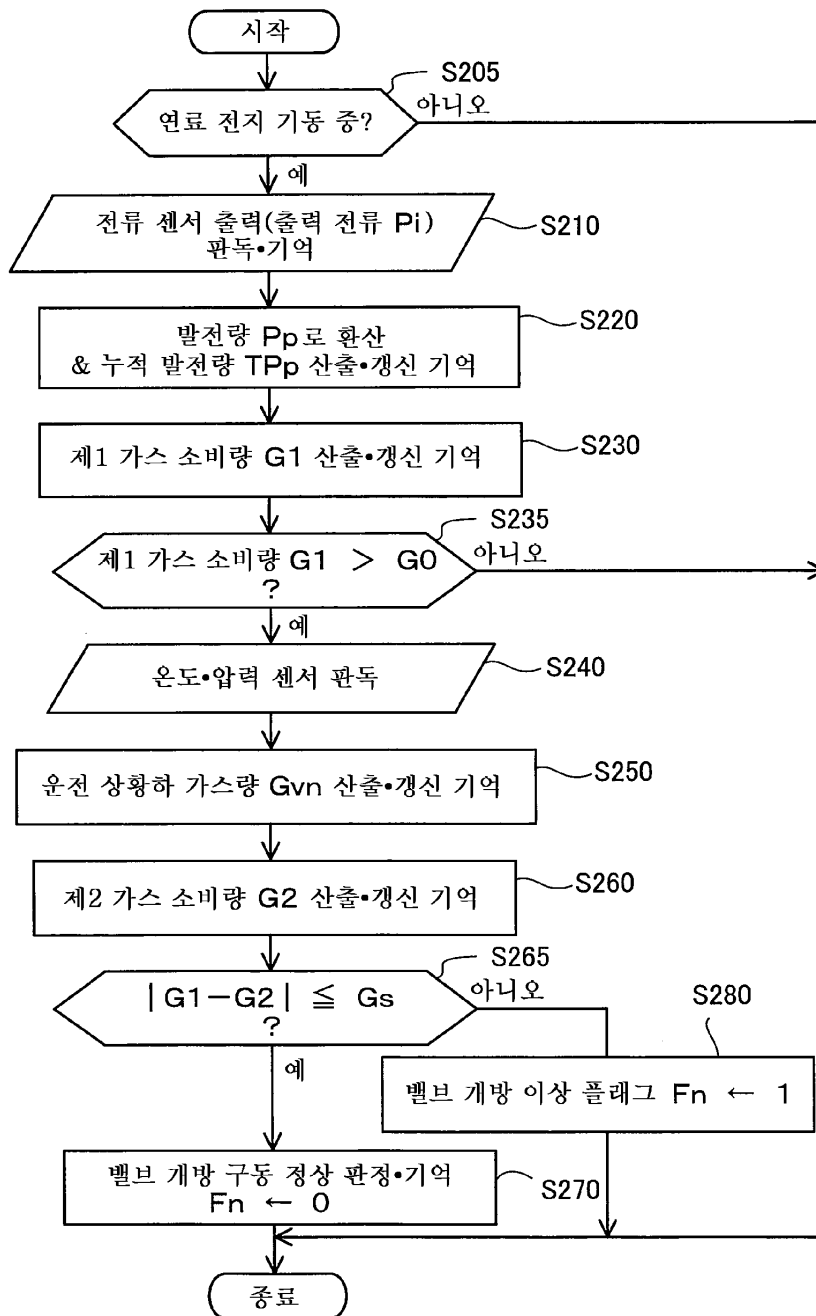 시작
S205
연료 전지 기동 중?
아니오
예
전류 센서 출력(출력 전류 Pi)
판독•기억
S210
발전량 Pp로 환산
& 누적 발전량 TPp 산출•갱신 기억
S220
제1 가스 소비량 G1 산출•갱신 기억
S230
S235
제1 가스 소비량 G1 > G0
?
아니오
예
온도•압력 센서 판독
S240
운전 상황하 가스량 Gvn 산출•갱신 기억
S250
제2 가스 소비량 G2 산출•갱신 기억
S260
S265
|G1-G2| ≦ Gs
?
아니오
예
S280
밸브 개방 이상 플래그 Fn ← 1
밸브 개방 구동 정상 판정•기억
Fn ← 0
S270
종료